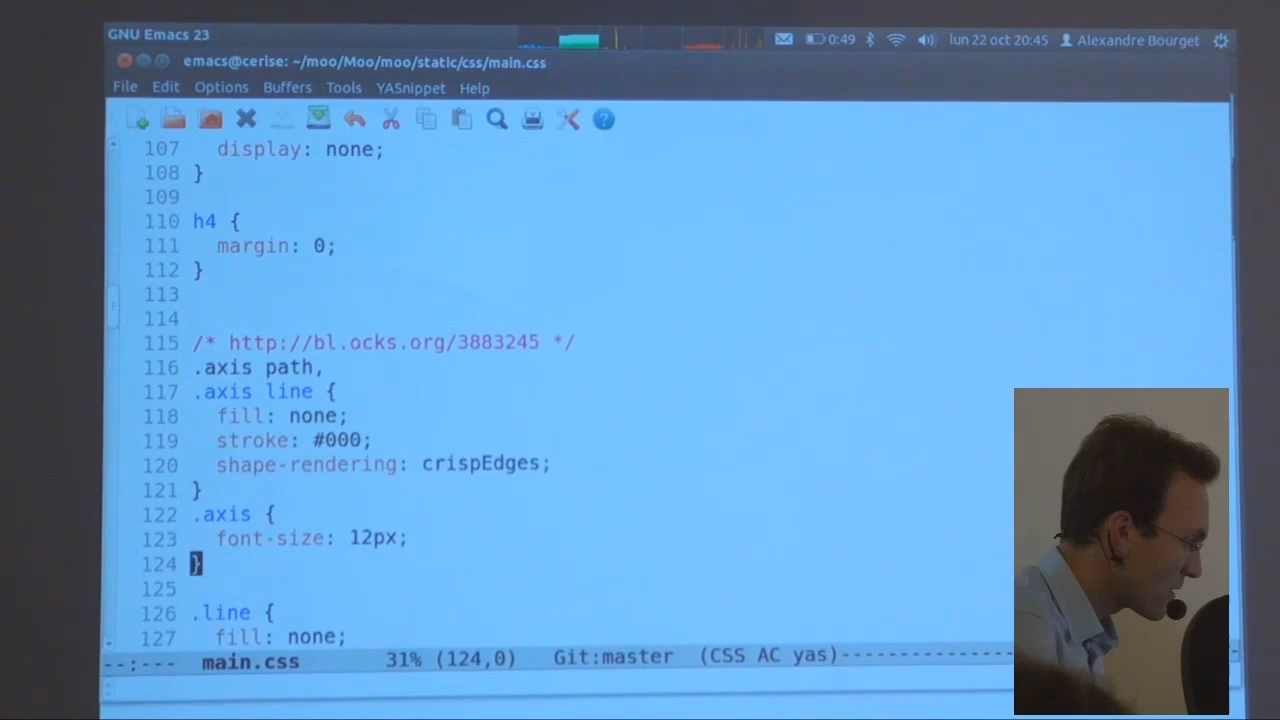 GNU Emacs 23
0:49 lun 22 oct 20:45 Alexandre Bourget
emacs@cerise: ~/moo/Moo/moo/static/css/main.css
File Edit Options Buffers Tools YASnippet Help
107 display: none;
108 }
109
110 h4 {
111 margin: 0;
112 }
113
114
115 /* http://bl.ocks.org/3883245 */
116 .axis path,
117 .axis line {
118 fill: none;
119 stroke: #000;
120 shape-rendering: crispEdges;
121 }
122 .axis {
123 font-size: 12px;
124 }
125
126 .line {
127 fill: none;
--:--- main.css 31% (124,0) Git:master (CSS AC yas)--------------